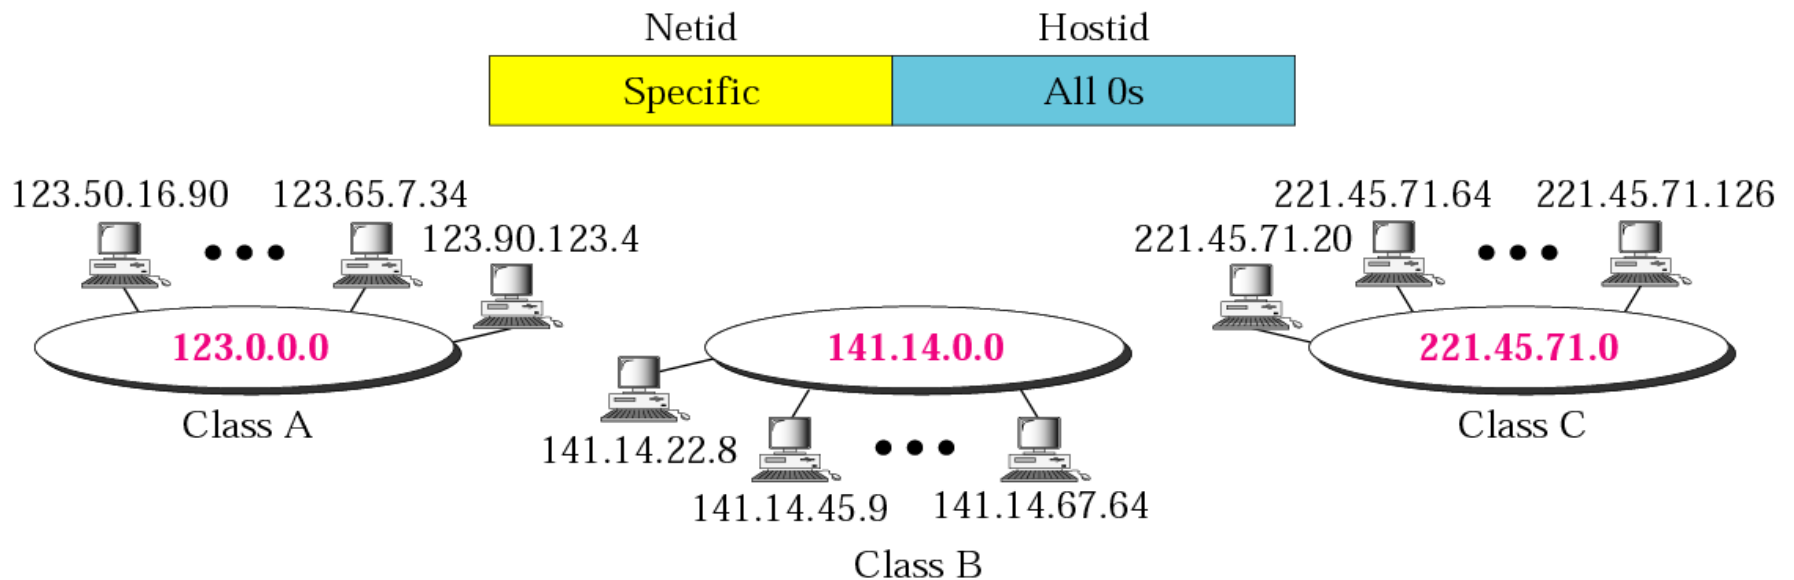 Netid Hostid
Specific All 0s
123.50.16.90 123.65.7.34
123.90.123.4
123.0.0.0
Class A
141.14.0.0
141.14.22.8
141.14.45.9 141.14.67.64
Class B
221.45.71.64 221.45.71.126
221.45.71.20
221.45.71.0
Class C